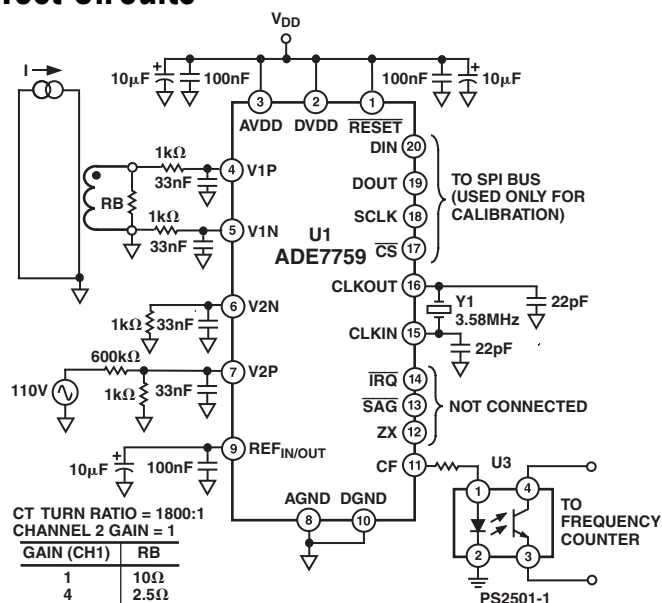 Test Circuits
VDD
I
10μF
100nF
100nF
10μF
3
2
1
AVDD
DVDD
RESET
DIN
20
DOUT
19
SCLK
18
CS
17
TO SPI BUS
(USED ONLY FOR
CALIBRATION)
1kΩ
33nF
4
V1P
RB
1kΩ
33nF
5
V1N
U1
ADE7759
CLKOUT
16
Y1
3.58MHz
22pF
CLKIN
15
22pF
6
V2N
1kΩ
33nF
600kΩ
7
V2P
110V
1kΩ
33nF
IRQ
14
SAG
13
ZX
12
NOT CONNECTED
9
REFIN/OUT
10μF
100nF
CF
11
U3
1
4
2
3
TO
FREQUENCY
COUNTER
PS2501-1
AGND
DGND
8
10
CT TURN RATIO = 1800:1
CHANNEL 2 GAIN = 1
GAIN (CH1) RB
1 10Ω
4 2.5Ω